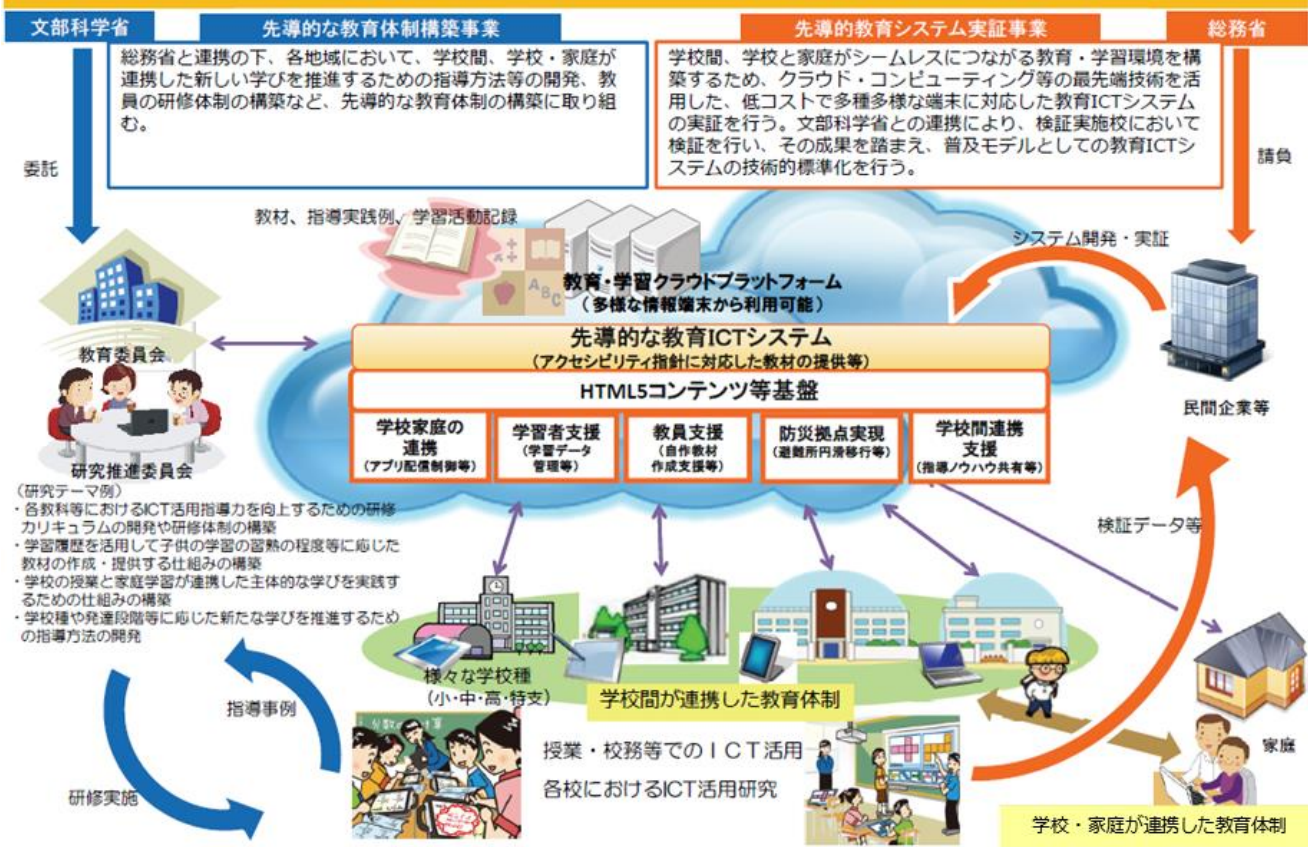 文部科学省
先導的な教育体制構築事業
総務省と連携の下、各地域において、学校間、学校・家庭が
連携した新しい学びを推進するための指導方法等の開発、教
員の研修体制の構築など、先導的な教育体制の構築に取り組
む。
先導的教育システム実証事業
総務省
学校間、学校と家庭がシームレスにつながる教育・学習環境を構
築するため、クラウド・コンピューティング等の最先端技術を活
用した、低コストで多種多様な端末に対応した教育ICTシステム
の実証を行う。文部科学省との連携により、検証実施校において
検証を行い、その成果を踏まえ、普及モデルとしての教育ICTシ
ステムの技術的標準化を行う。
委託
請負
教材、指導実践例、学習活動記録
システム開発・実証
教育・学習クラウドプラットフォーム
（多様な情報端末から利用可能）
先導的な教育ICTシステム
（アクセシビリティ指針に対応した教材の提供等）
HTML5コンテンツ等基盤
学校家庭の
連携
（アプリ配信制御等）
学習者支援
（学習データ
管理等）
教員支援
（自作教材
作成支援等）
防災拠点実現
（避難所円滑移行等）
学校間連携
支援
（指導ノウハウ共有等）
教育委員会
研究推進委員会
民間企業等
（研究テーマ例）
・各教科等におけるICT活用指導力を向上するための研修
カリキュラムの開発や研修体制の構築
・学習履歴を活用して子供の学習の習熟の程度等に応じた
教材の作成・提供する仕組みの構築
・学校の授業と家庭学習が連携した主体的な学びを実践す
るための仕組みの構築
・学校種や発達段階等に応じた新たな学びを推進するため
の指導方法の開発
検証データ等
様々な学校種
（小・中・高・特支）
学校間が連携した教育体制
指導事例
研修実施
授業・校務等でのＩＣＴ活用
各校におけるICT活用研究
家庭
学校・家庭が連携した教育体制
ABC